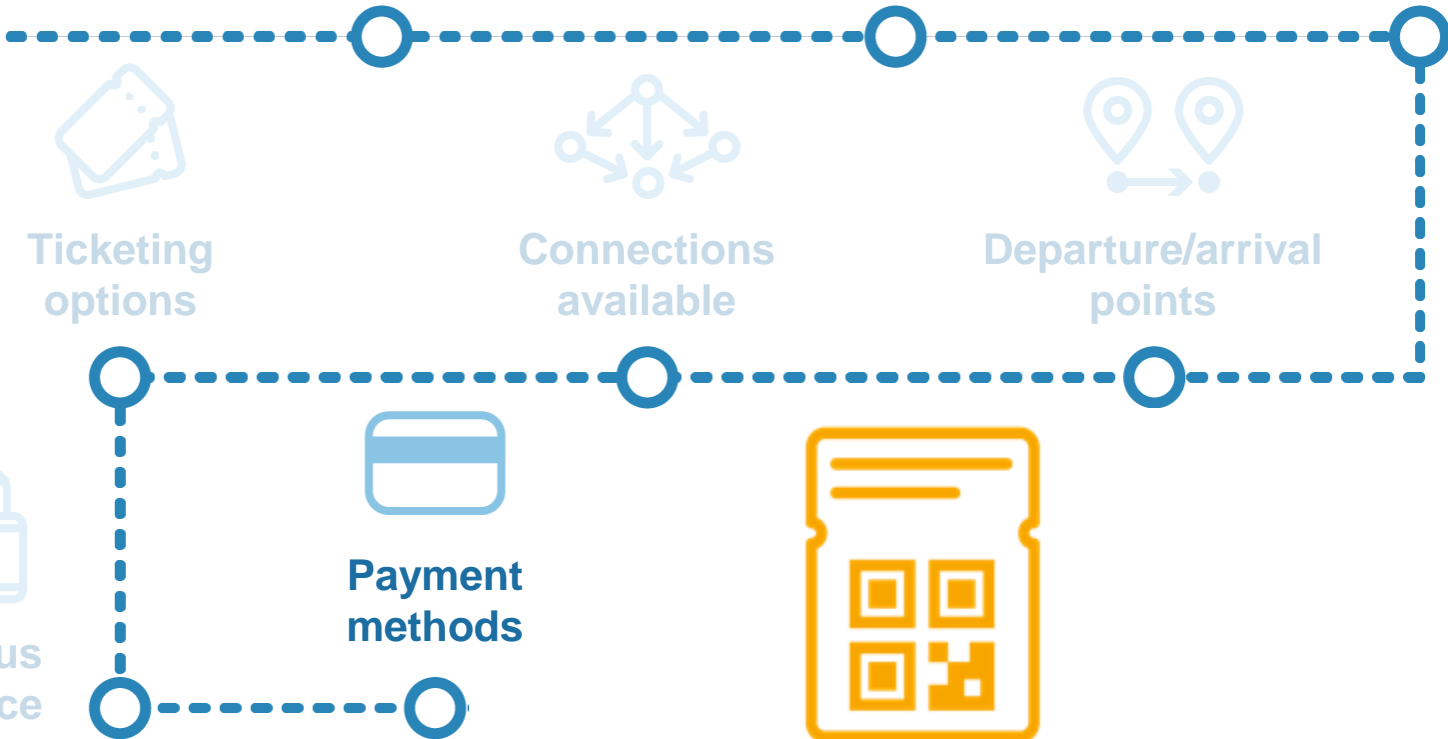 Ticketing
options
Connections
available
Departure/arrival
points
Payment
methods